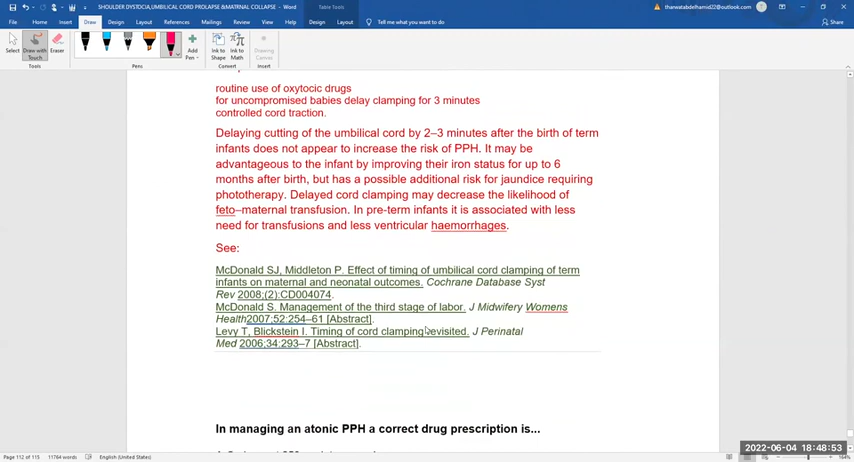 SHOULDER DYSTOCIA,UMBILICAL CORD PROLAPSE &MATERNAL COLLAPSE - Word
Table Tools
tharwatabdelhamid22@outlook.com
File Home Insert Draw Design Layout References Mailings Review View Help Design Layout Tell me what you want to do Share
Select Draw with Touch Eraser Add Pen Ink to Shape Ink to Math Drawing Canvas
Tools Pens Convert Insert
routine use of oxytocic drugs
for uncompromised babies delay clamping for 3 minutes
controlled cord traction.
Delaying cutting of the umbilical cord by 2–3 minutes after the birth of term
infants does not appear to increase the risk of PPH. It may be
advantageous to the infant by improving their iron status for up to 6
months after birth, but has a possible additional risk for jaundice requiring
phototherapy. Delayed cord clamping may decrease the likelihood of
feto–maternal transfusion. In pre-term infants it is associated with less
need for transfusions and less ventricular haemorrhages.
See:
McDonald SJ, Middleton P. Effect of timing of umbilical cord clamping of term
infants on maternal and neonatal outcomes. Cochrane Database Syst
Rev 2008;(2):CD004074.
McDonald S. Management of the third stage of labor. J Midwifery Womens
Health2007;52:254–61 [Abstract].
Levy T, Blickstein I. Timing of cord clamping revisited. J Perinatal
Med 2006;34:293–7 [Abstract].
In managing an atonic PPH a correct drug prescription is...
2022-06-04 18:48:53
Page 112 of 115 11764 words English (United States) 184%